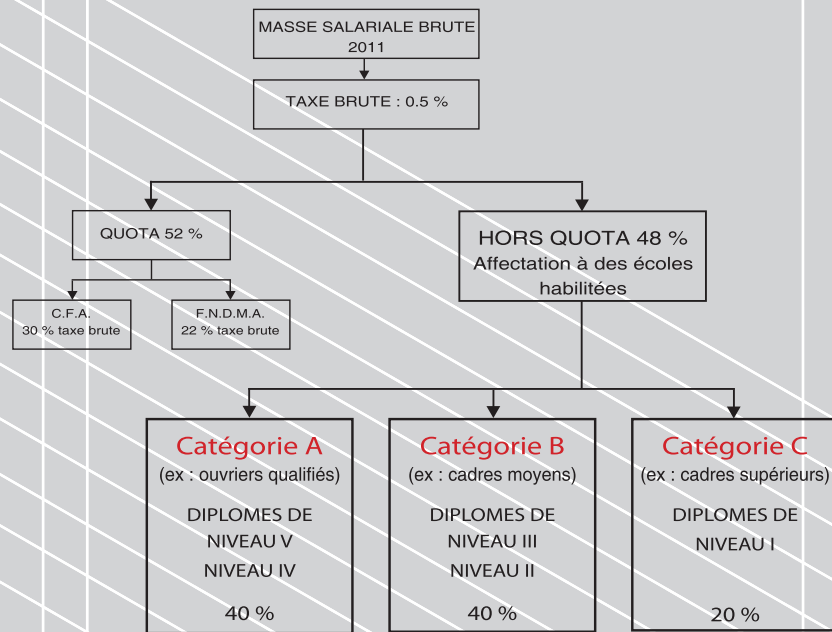 MASSE SALARIALE BRUTE
2011
TAXE BRUTE : 0.5 %
QUOTA 52 %
HORS QUOTA 48 %
Affectation à des écoles
habilitées
C.F.A.
30 % taxe brute
F.N.D.M.A.
22 % taxe brute
Catégorie A
(ex : ouvriers qualifiés)
DIPLOMES DE
NIVEAU V
NIVEAU IV
40 %
Catégorie B
(ex : cadres moyens)
DIPLOMES DE
NIVEAU III
NIVEAU II
40 %
Catégorie C
(ex : cadres supérieurs)
DIPLOMES DE
NIVEAU I
20 %